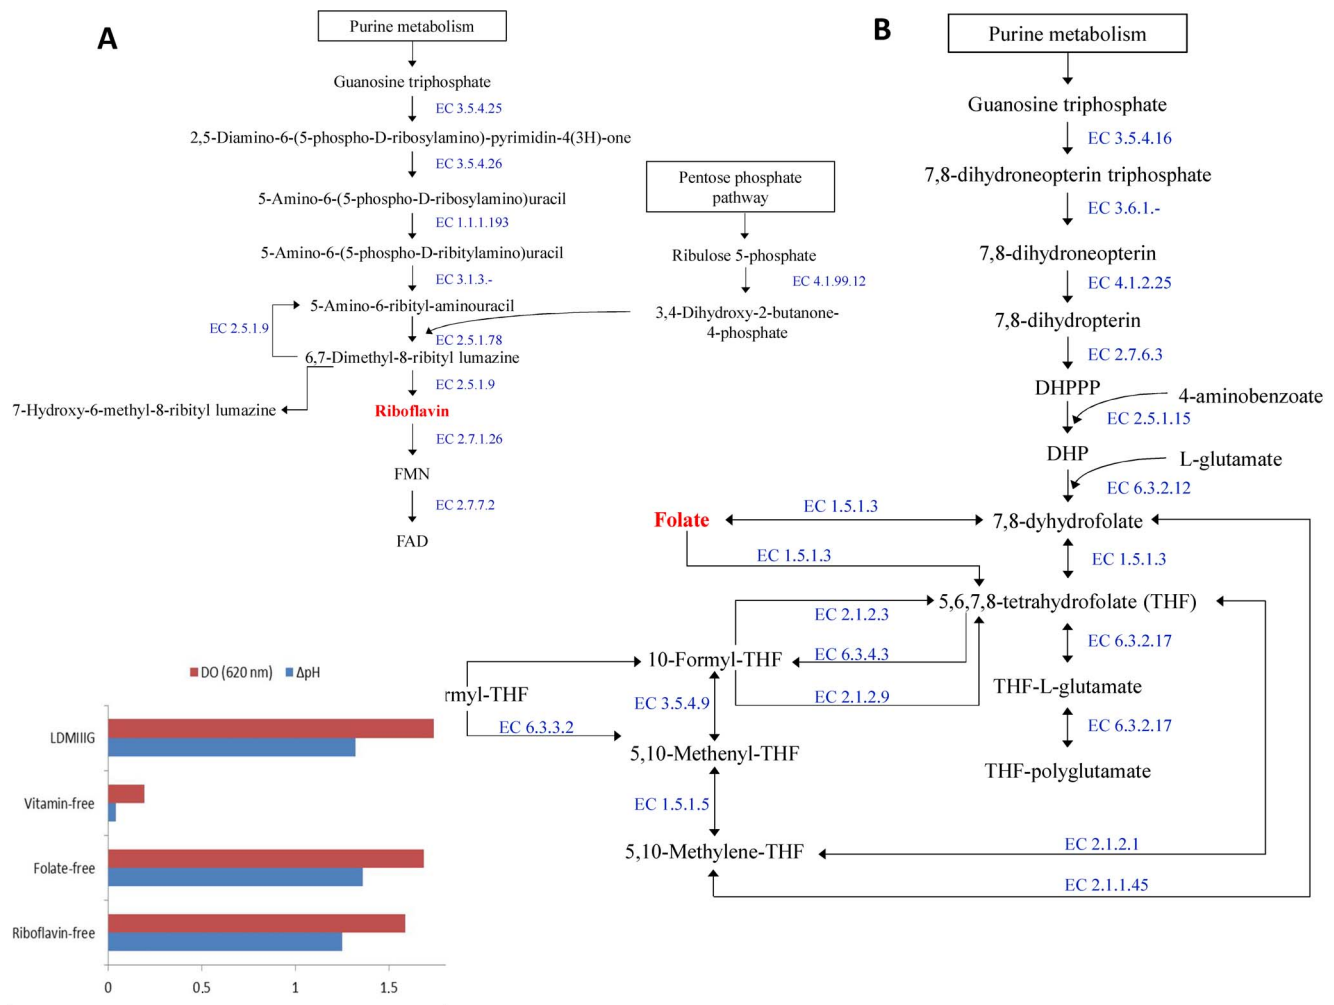 A
Purine metabolism
Guanosine triphosphate
EC 3.5.4.25
2,5-Diamino-6-(5-phospho-D-ribosylamino)-pyrimidin-4(3H)-one
EC 3.5.4.26
5-Amino-6-(5-phospho-D-ribosylamino)uracil
EC 1.1.1.193
5-Amino-6-(5-phospho-D-ribitylamino)uracil
EC 3.1.3.-
5-Amino-6-ribityl-aminouracil
EC 2.5.1.9
EC 2.5.1.78
6,7-Dimethyl-8-ribityl lumazine
EC 2.5.1.9
7-Hydroxy-6-methyl-8-ribityl lumazine
Riboflavin
EC 2.7.1.26
FMN
EC 2.7.7.2
FAD
Pentose phosphate
pathway
Ribulose 5-phosphate
EC 4.1.99.12
3,4-Dihydroxy-2-butanone-
4-phosphate
B
Purine metabolism
Guanosine triphosphate
EC 3.5.4.16
7,8-dihydroneopterin triphosphate
EC 3.6.1.-
7,8-dihydroneopterin
EC 4.1.2.25
7,8-dihydropterin
EC 2.7.6.3
DHPPP
4-aminobenzoate
EC 2.5.1.15
DHP
L-glutamate
EC 6.3.2.12
Folate
EC 1.5.1.3
7,8-dyhydrofolate
EC 1.5.1.3
EC 1.5.1.3
5,6,7,8-tetrahydrofolate (THF)
EC 2.1.2.3
EC 6.3.2.17
10-Formyl-THF
EC 6.3.4.3
THF-L-glutamate
rmyl-THF
EC 3.5.4.9
EC 2.1.2.9
EC 6.3.3.2
EC 6.3.2.17
5,10-Methenyl-THF
THF-polyglutamate
EC 1.5.1.5
5,10-Methylene-THF
EC 2.1.2.1
EC 2.1.1.45
DO (620 nm) ΔpH
LDMIIIG
Vitamin-free
Folate-free
Riboflavin-free
0 0,5 1 1,5